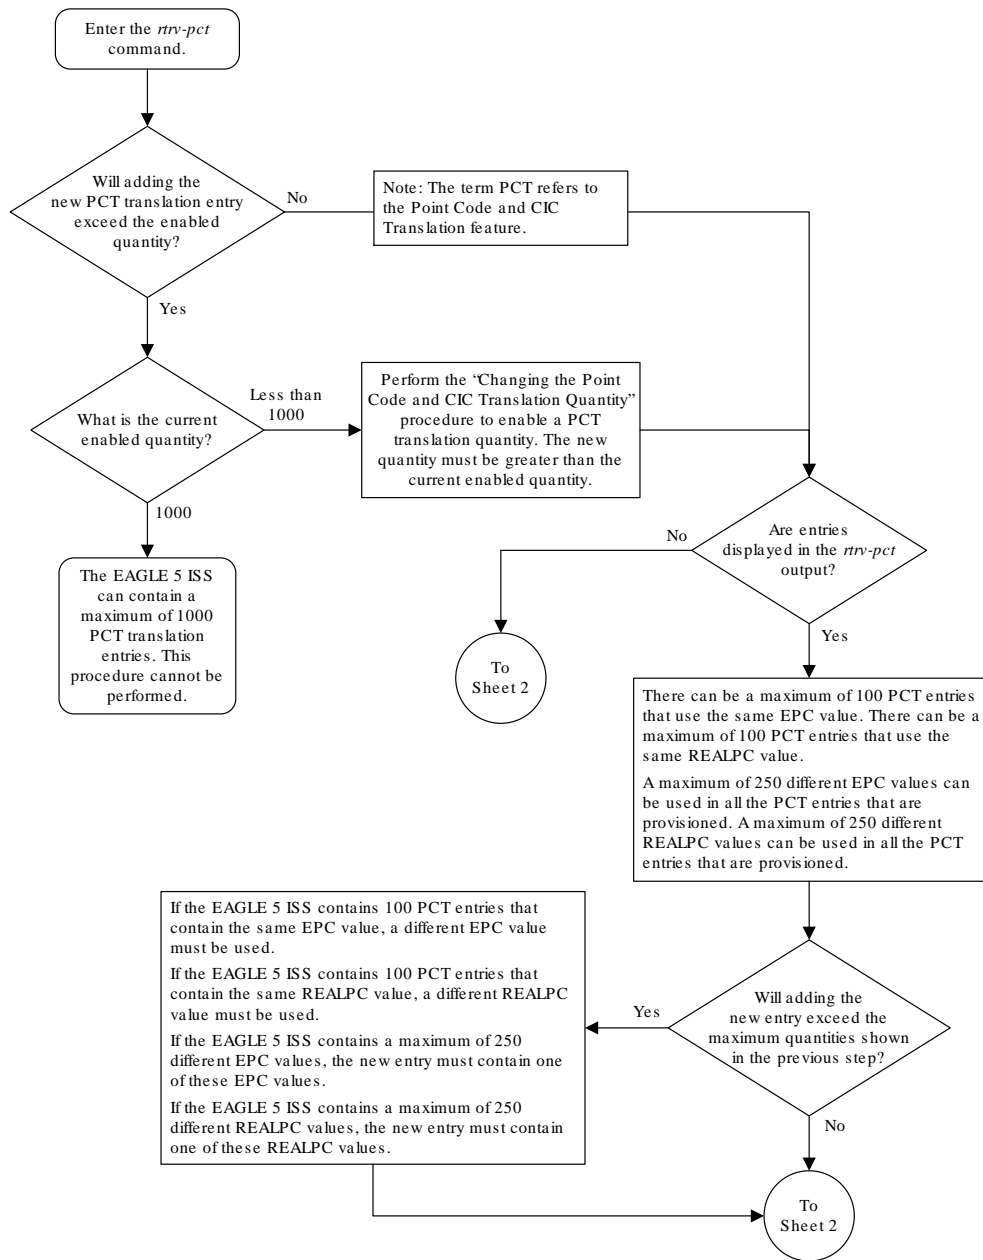 Enter the rtrv-pct
command.
Will adding the
new PCT translation entry
exceed the enabled
quantity?
No
Note: The term PCT refers to
the Point Code and CIC
Translation feature.
Yes
What is the current
enabled quantity?
Less than
1000
Perform the “Changing the Point
Code and CIC Translation Quantity”
procedure to enable a PCT
translation quantity. The new
quantity must be greater than the
current enabled quantity.
1000
The EAGLE 5 ISS
can contain a
maximum of 1000
PCT translation
entries. This
procedure cannot be
performed.
Are entries
displayed in the rtrv-pct
output?
No
To
Sheet 2
Yes
There can be a maximum of 100 PCT entries
that use the same EPC value. There can be a
maximum of 100 PCT entries that use the
same REALPC value.
A maximum of 250 different EPC values can
be used in all the PCT entries that are
provisioned. A maximum of 250 different
REALPC values can be used in all the PCT
entries that are provisioned.
Will adding the
new entry exceed the
maximum quantities shown
in the previous step?
Yes
If the EAGLE 5 ISS contains 100 PCT entries that
contain the same EPC value, a different EPC value
must be used.
If the EAGLE 5 ISS contains 100 PCT entries that
contain the same REALPC value, a different REALPC
value must be used.
If the EAGLE 5 ISS contains a maximum of 250
different EPC values, the new entry must contain one
of these EPC values.
If the EAGLE 5 ISS contains a maximum of 250
different REALPC values, the new entry must contain
one of these REALPC values.
No
To
Sheet 2